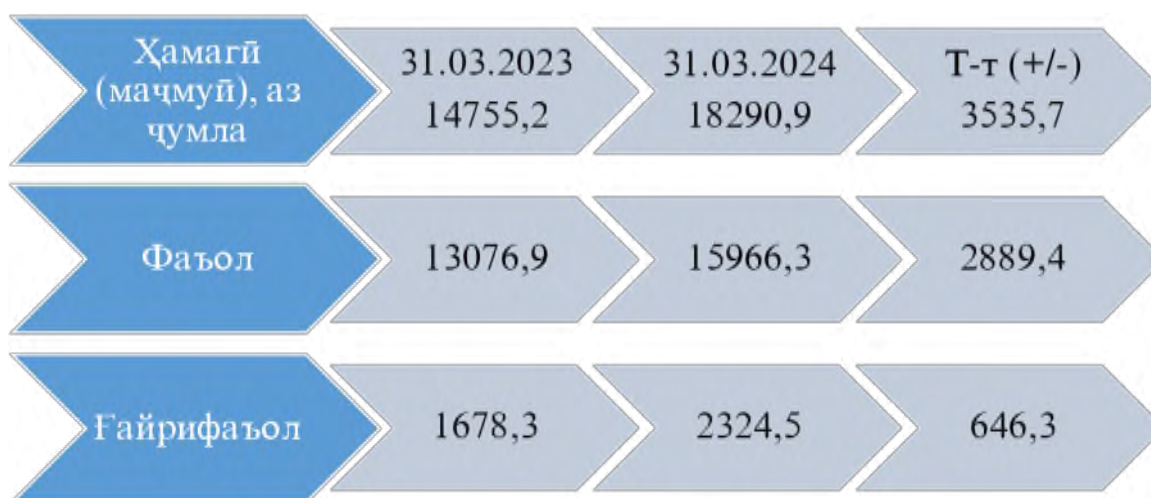 Ҳамагӣ
(маҷмуӣ), аз
ҷумла
31.03.2023
14755,2
31.03.2024
18290,9
Т-т (+/-)
3535,7
Фаъол
13076,9
15966,3
2889,4
Ғайрифаъол
1678,3
2324,5
646,3